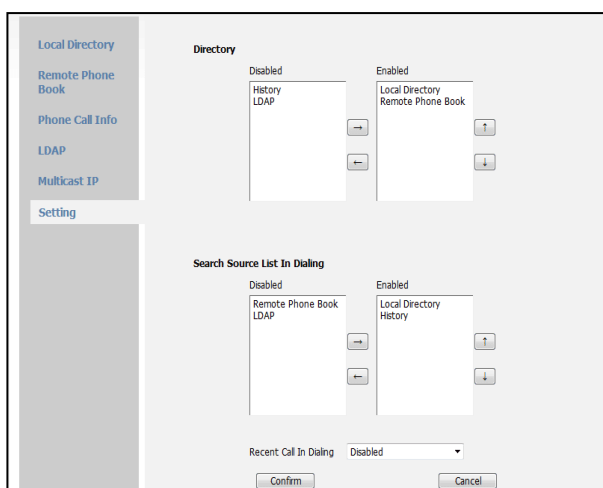 Local Directory
Remote Phone
Book
Phone Call Info
LDAP
Multicast IP
Setting
Directory
Disabled
History
LDAP
→
←
Enabled
Local Directory
Remote Phone Book
↑
↓
Search Source List In Dialing
Disabled
Remote Phone Book
LDAP
→
←
Enabled
Local Directory
History
↑
↓
Recent Call In Dialing Disabled
Confirm Cancel